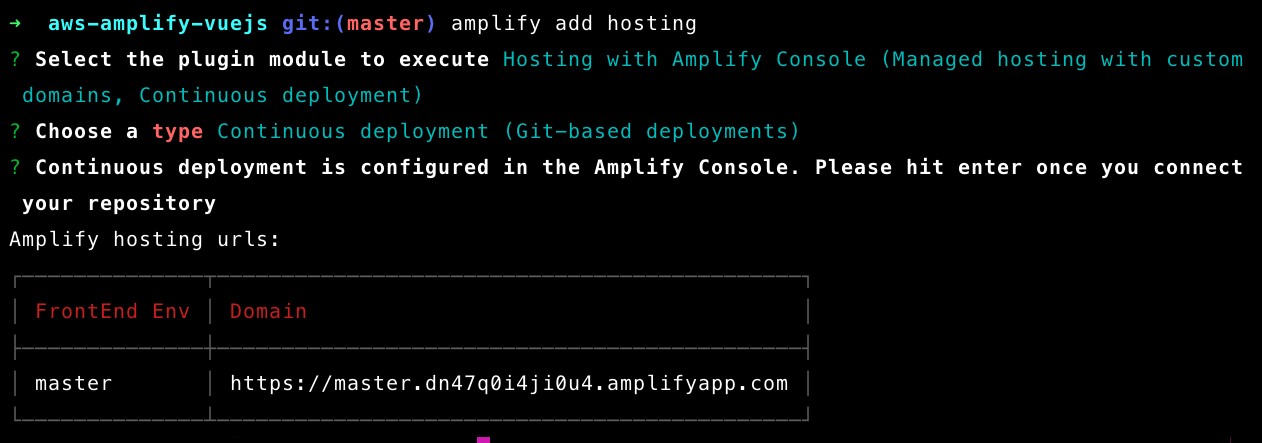 → aws-amplify-vuejs git:(master) amplify add hosting
? Select the plugin module to execute Hosting with Amplify Console (Managed hosting with custom
domains, Continuous deployment)
? Choose a type Continuous deployment (Git-based deployments)
? Continuous deployment is configured in the Amplify Console. Please hit enter once you connect
your repository
Amplify hosting urls:
FrontEnd Env │ Domain
master │ https://master.dn47q0i4ji0u4.amplifyapp.com